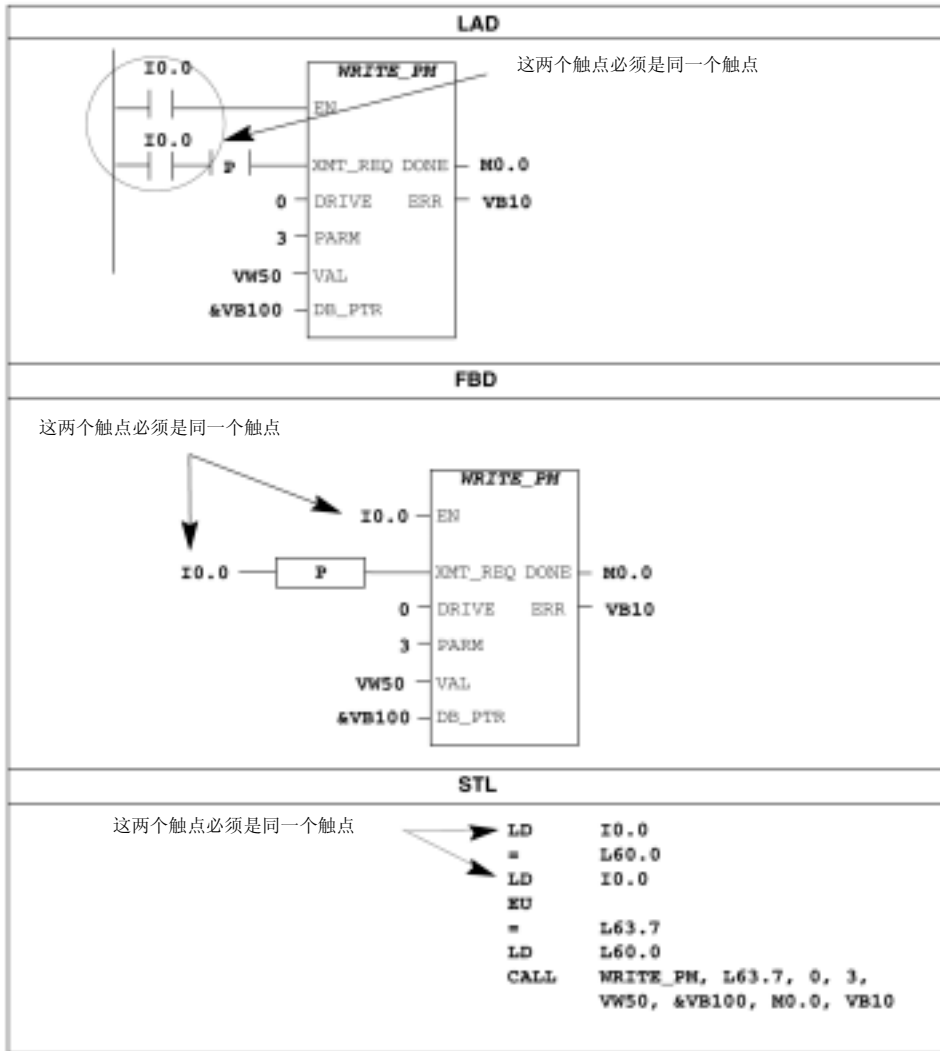 LAD
I0.0
WRITE_PM
这两个触点必须是同一个触点
EN
I0.0
P
XMT_REQ DONE
M0.0
0
DRIVE ERR
VB10
3
PARM
VW50
VAL
&VB100
DB_PTR
FBD
这两个触点必须是同一个触点
WRITE_PM
I0.0
EN
I0.0
P
XMT_REQ DONE
M0.0
0
DRIVE ERR
VB10
3
PARM
VW50
VAL
&VB100
DB_PTR
STL
这两个触点必须是同一个触点
LD I0.0
= L60.0
LD I0.0
EU
= L63.7
LD L60.0
CALL WRITE_PM, L63.7, 0, 3,
VW50, &VB100, M0.0, VB10